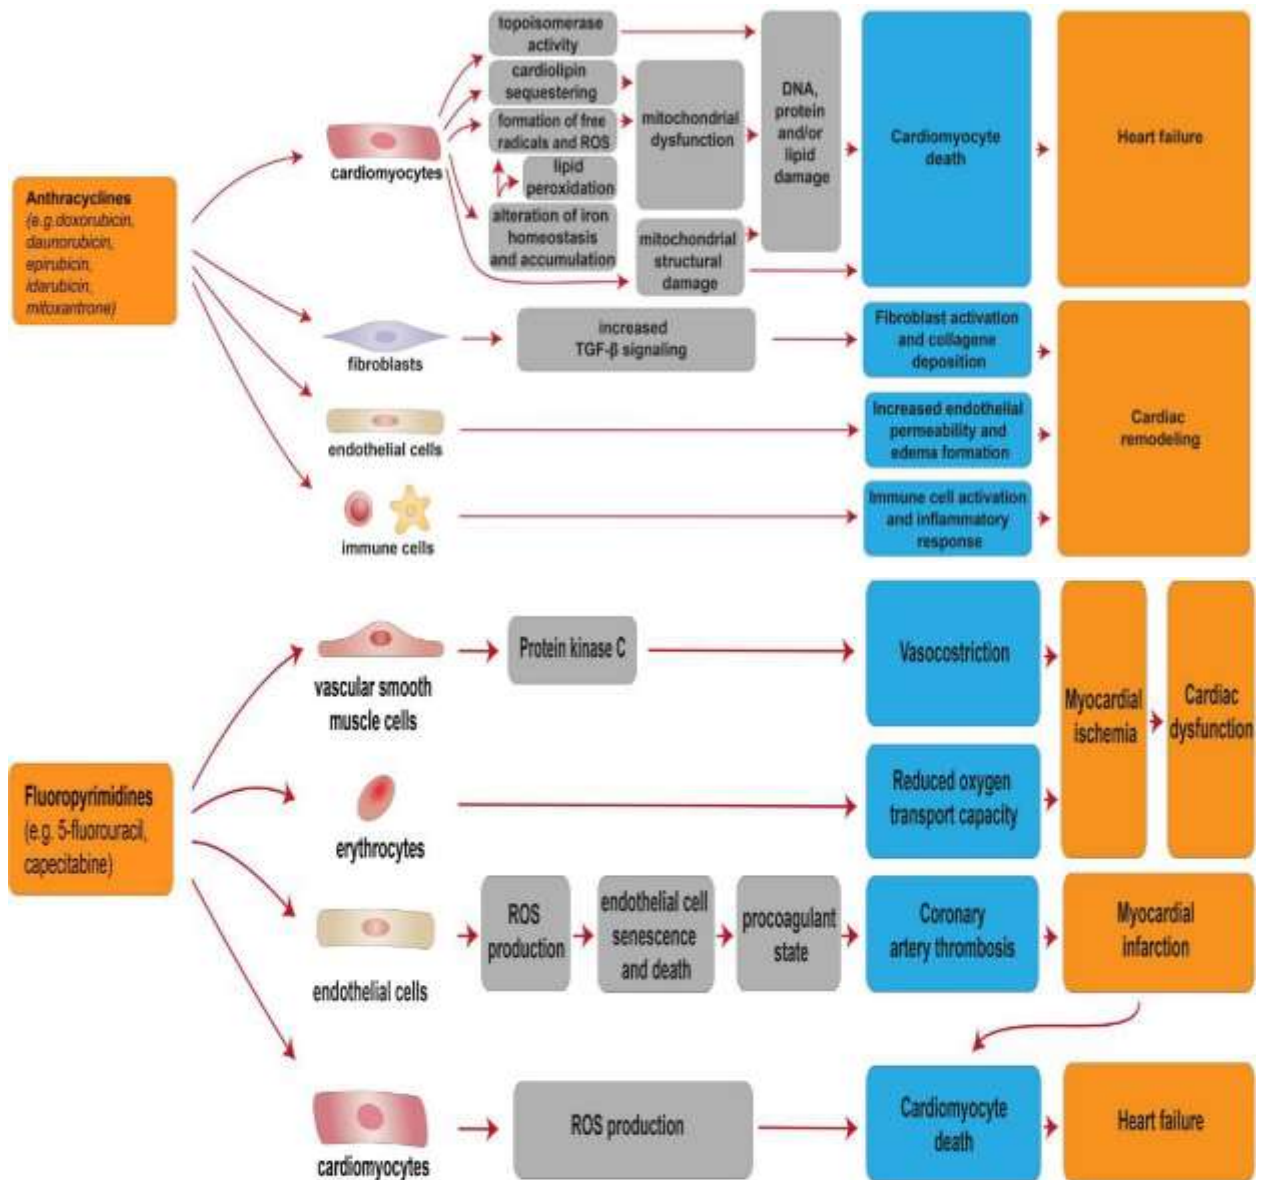 topoisomerase
activity
cardiolipin
sequestering
formation of free
radicals and ROS
lipid
peroxidation
alteration of iron
homeostasis
and accumulation
mitochondrial
dysfunction
mitochondrial
structural
damage
DNA,
protein
and/or
lipid
damage
Cardiomyocyte
death
Heart failure
cardiomyocytes
Anthracyclines
(e.g.doxorubicin,
daunorubicin,
epirubicin,
idarubicin,
mitoxantrone)
fibroblasts
increased
TGF-β signaling
Fibroblast activation
and collagene
deposition
endothelial cells
Increased endothelial
permeability and
edema formation
Cardiac
remodeling
immune cells
Immune cell activation
and inflammatory
response
vascular smooth
muscle cells
Protein kinase C
Vasocostriction
Myocardial
ischemia
Cardiac
dysfunction
Fluoropyrimidines
(e.g. 5-fluorouracil,
capecitabine)
erythrocytes
Reduced oxygen
transport capacity
endothelial cells
ROS
production
endothelial cell
senescence
and death
procoagulant
state
Coronary
artery thrombosis
Myocardial
infarction
cardiomyocytes
ROS production
Cardiomyocyte
death
Heart failure